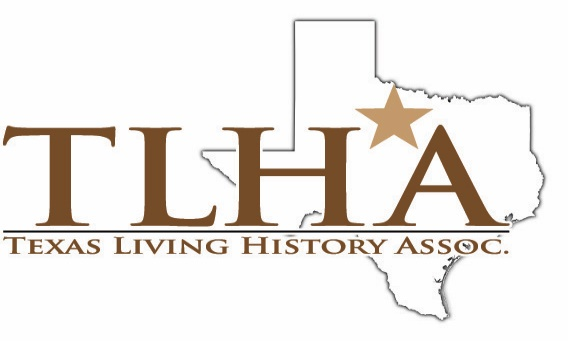 TLHA
TEXAS LIVING HISTORY ASSOC.